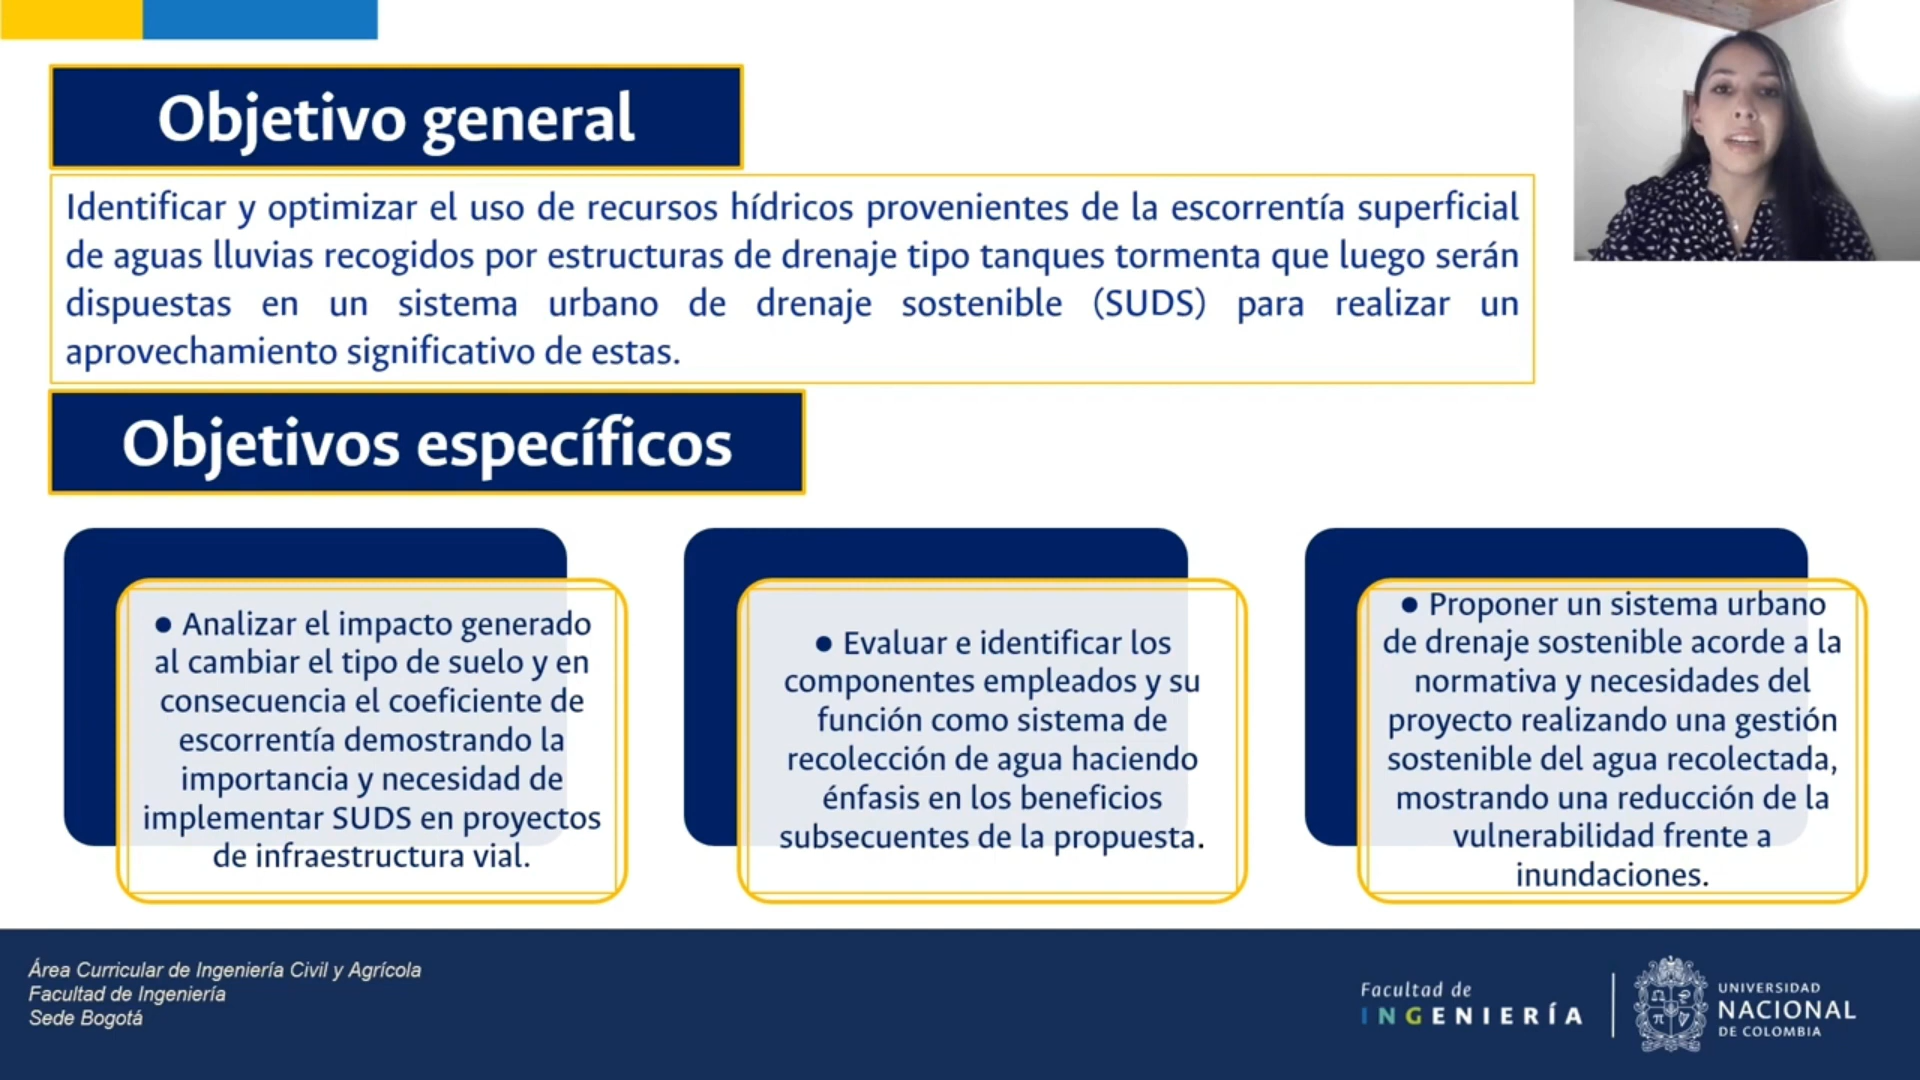 Objetivo general
Identificar y optimizar el uso de recursos hídricos provenientes de la escorrentía superficial
de aguas lluvias recogidos por estructuras de drenaje tipo tanques tormenta que luego serán
dispuestas en un sistema urbano de drenaje sostenible (SUDS) para realizar un
aprovechamiento significativo de estas.
Objetivos específicos
● Analizar el impacto generado
al cambiar el tipo de suelo y en
consecuencia el coeficiente de
escorrentía demostrando la
importancia y necesidad de
implementar SUDS en proyectos
de infraestructura vial.
● Evaluar e identificar los
componentes empleados y su
función como sistema de
recolección de agua haciendo
énfasis en los beneficios
subsecuentes de la propuesta.
● Proponer un sistema urbano
de drenaje sostenible acorde a la
normativa y necesidades del
proyecto realizando una gestión
sostenible del agua recolectada,
mostrando una reducción de la
vulnerabilidad frente a
inundaciones.
Área Curricular de Ingeniería Civil y Agrícola
Facultad de Ingeniería
Sede Bogotá
Facultad de
INGENIERÍA
UNIVERSIDAD
NACIONAL
DE COLOMBIA